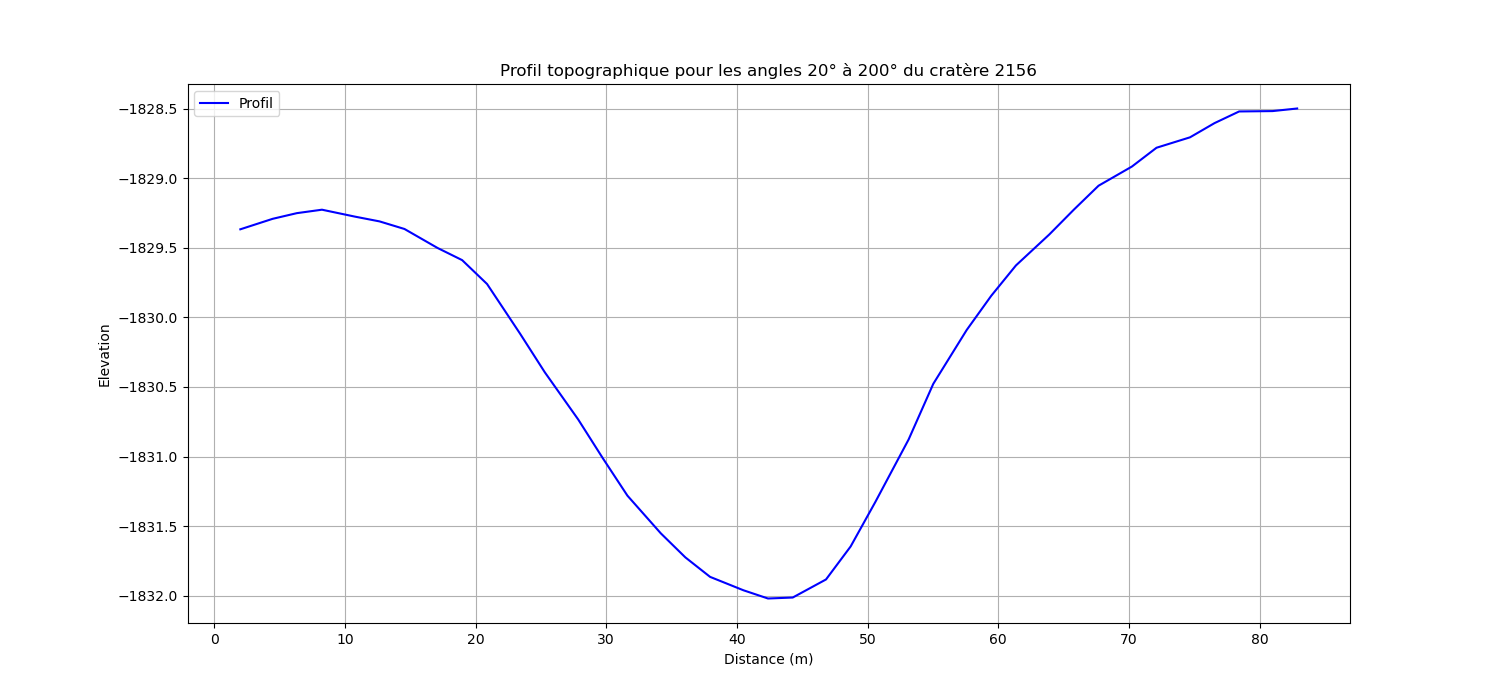 Profil topographique pour les angles 20° à 200° du cratère 2156
Profil
−1828.5
−1829.0
−1829.5
−1830.0
−1830.5
−1831.0
−1831.5
−1832.0
Elevation
0 10 20 30 40 50 60 70 80
Distance (m)